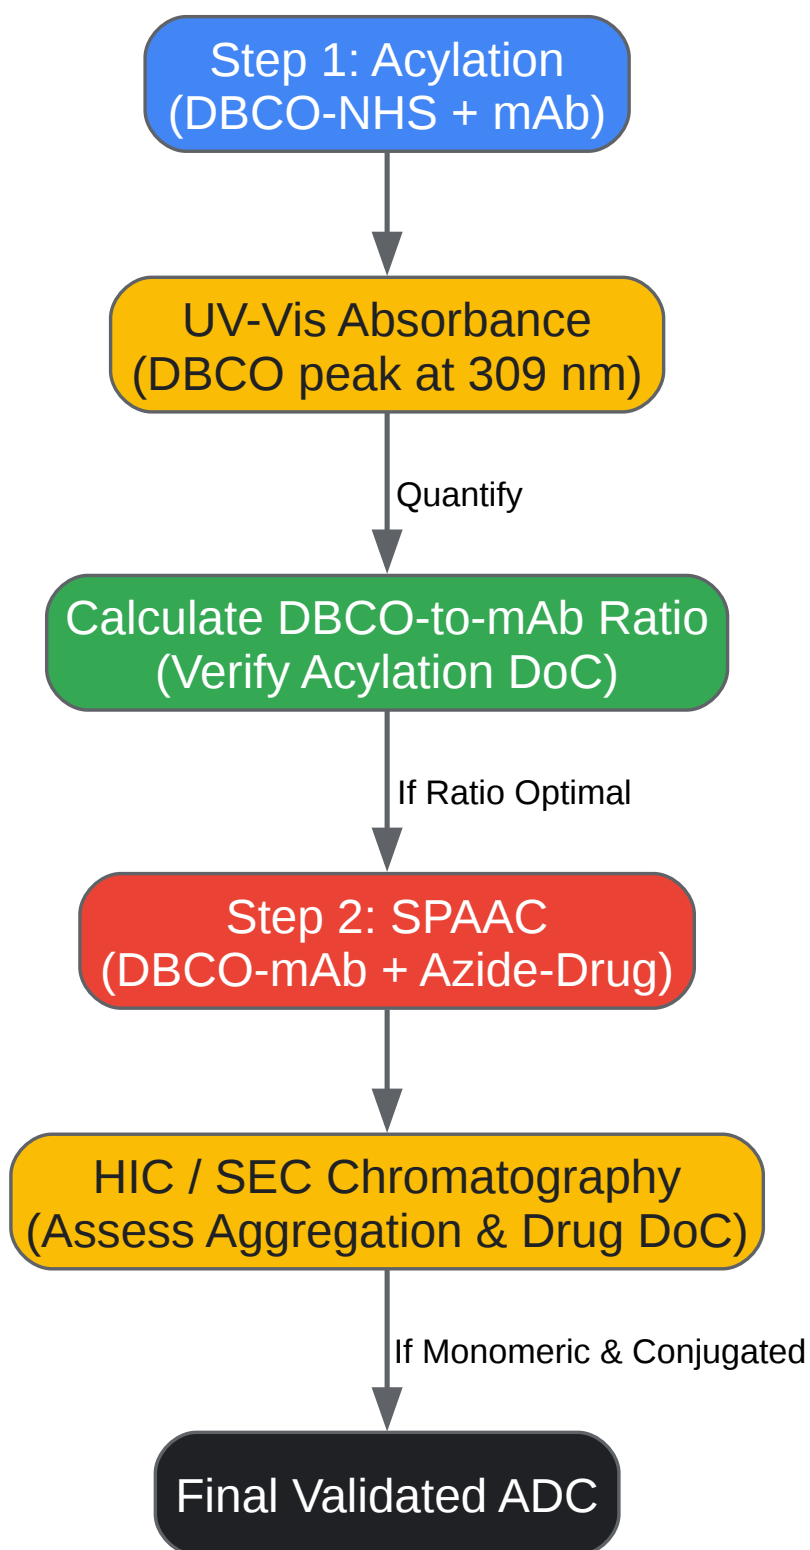 Step 1: Acylation
(DBCO-NHS + mAb)
UV-Vis Absorbance
(DBCO peak at 309 nm)
Quantify
Calculate DBCO-to-mAb Ratio
(Verify Acylation DoC)
If Ratio Optimal
Step 2: SPAAC
(DBCO-mAb + Azide-Drug)
HIC / SEC Chromatography
(Assess Aggregation & Drug DoC)
If Monomeric & Conjugated
Final Validated ADC